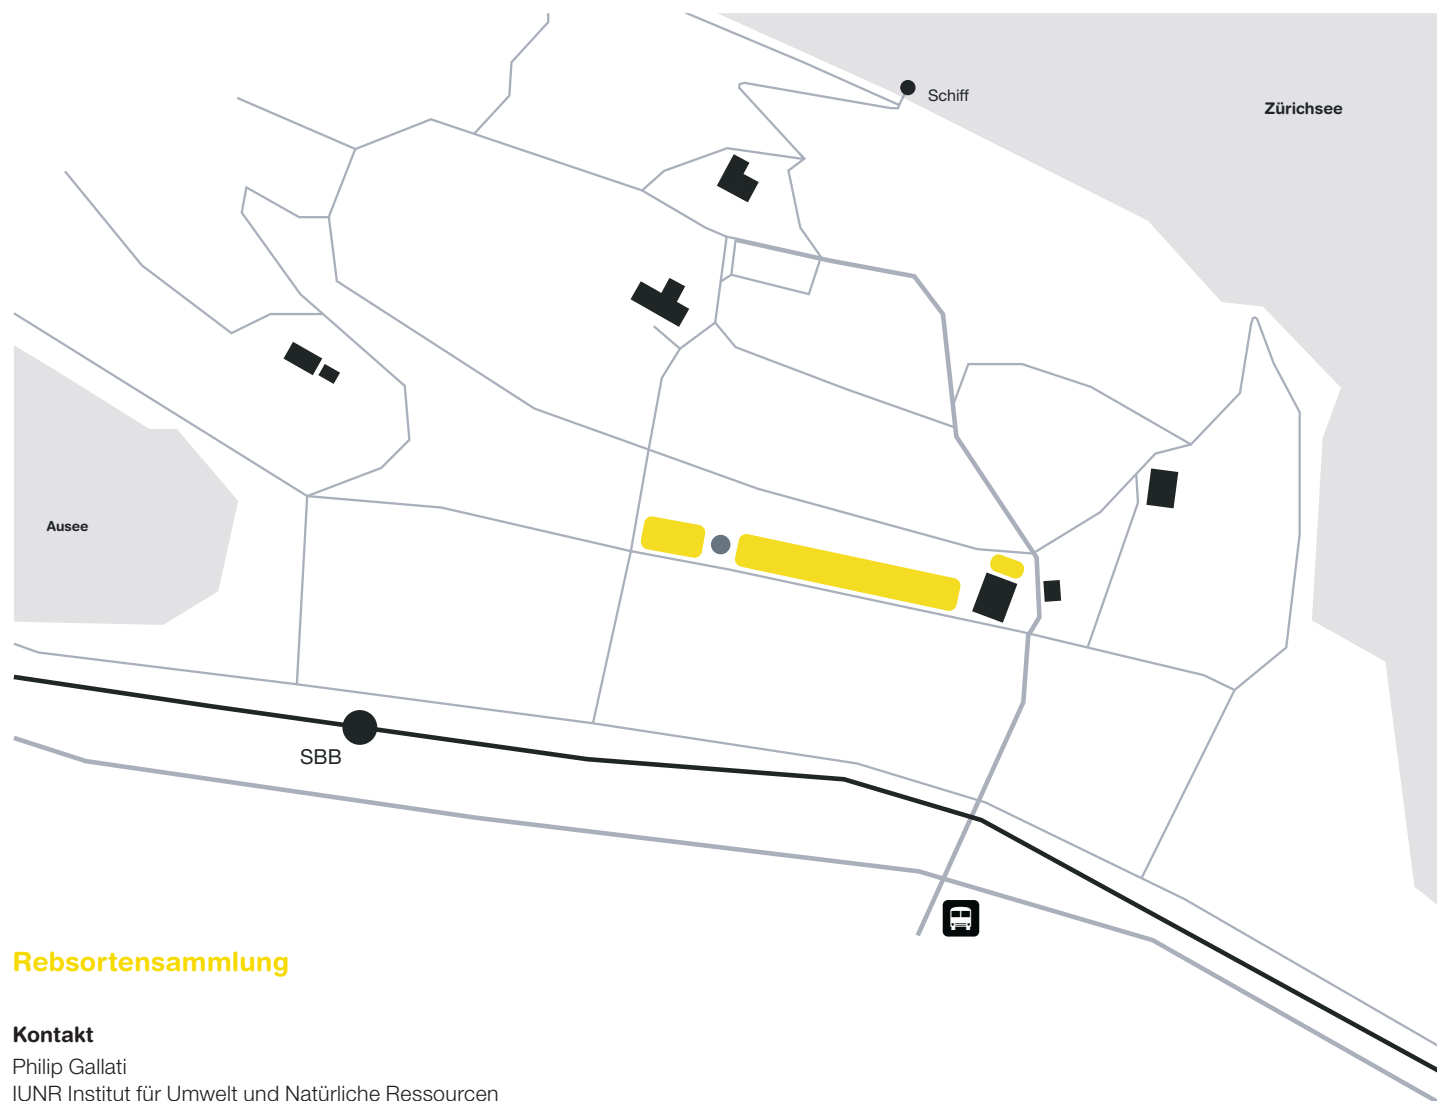 Schiff
Zürichsee
Ausee
SBB
Rebsortensammlung
Kontakt
Philip Gallati
IUNR Institut für Umwelt und Natürliche Ressourcen